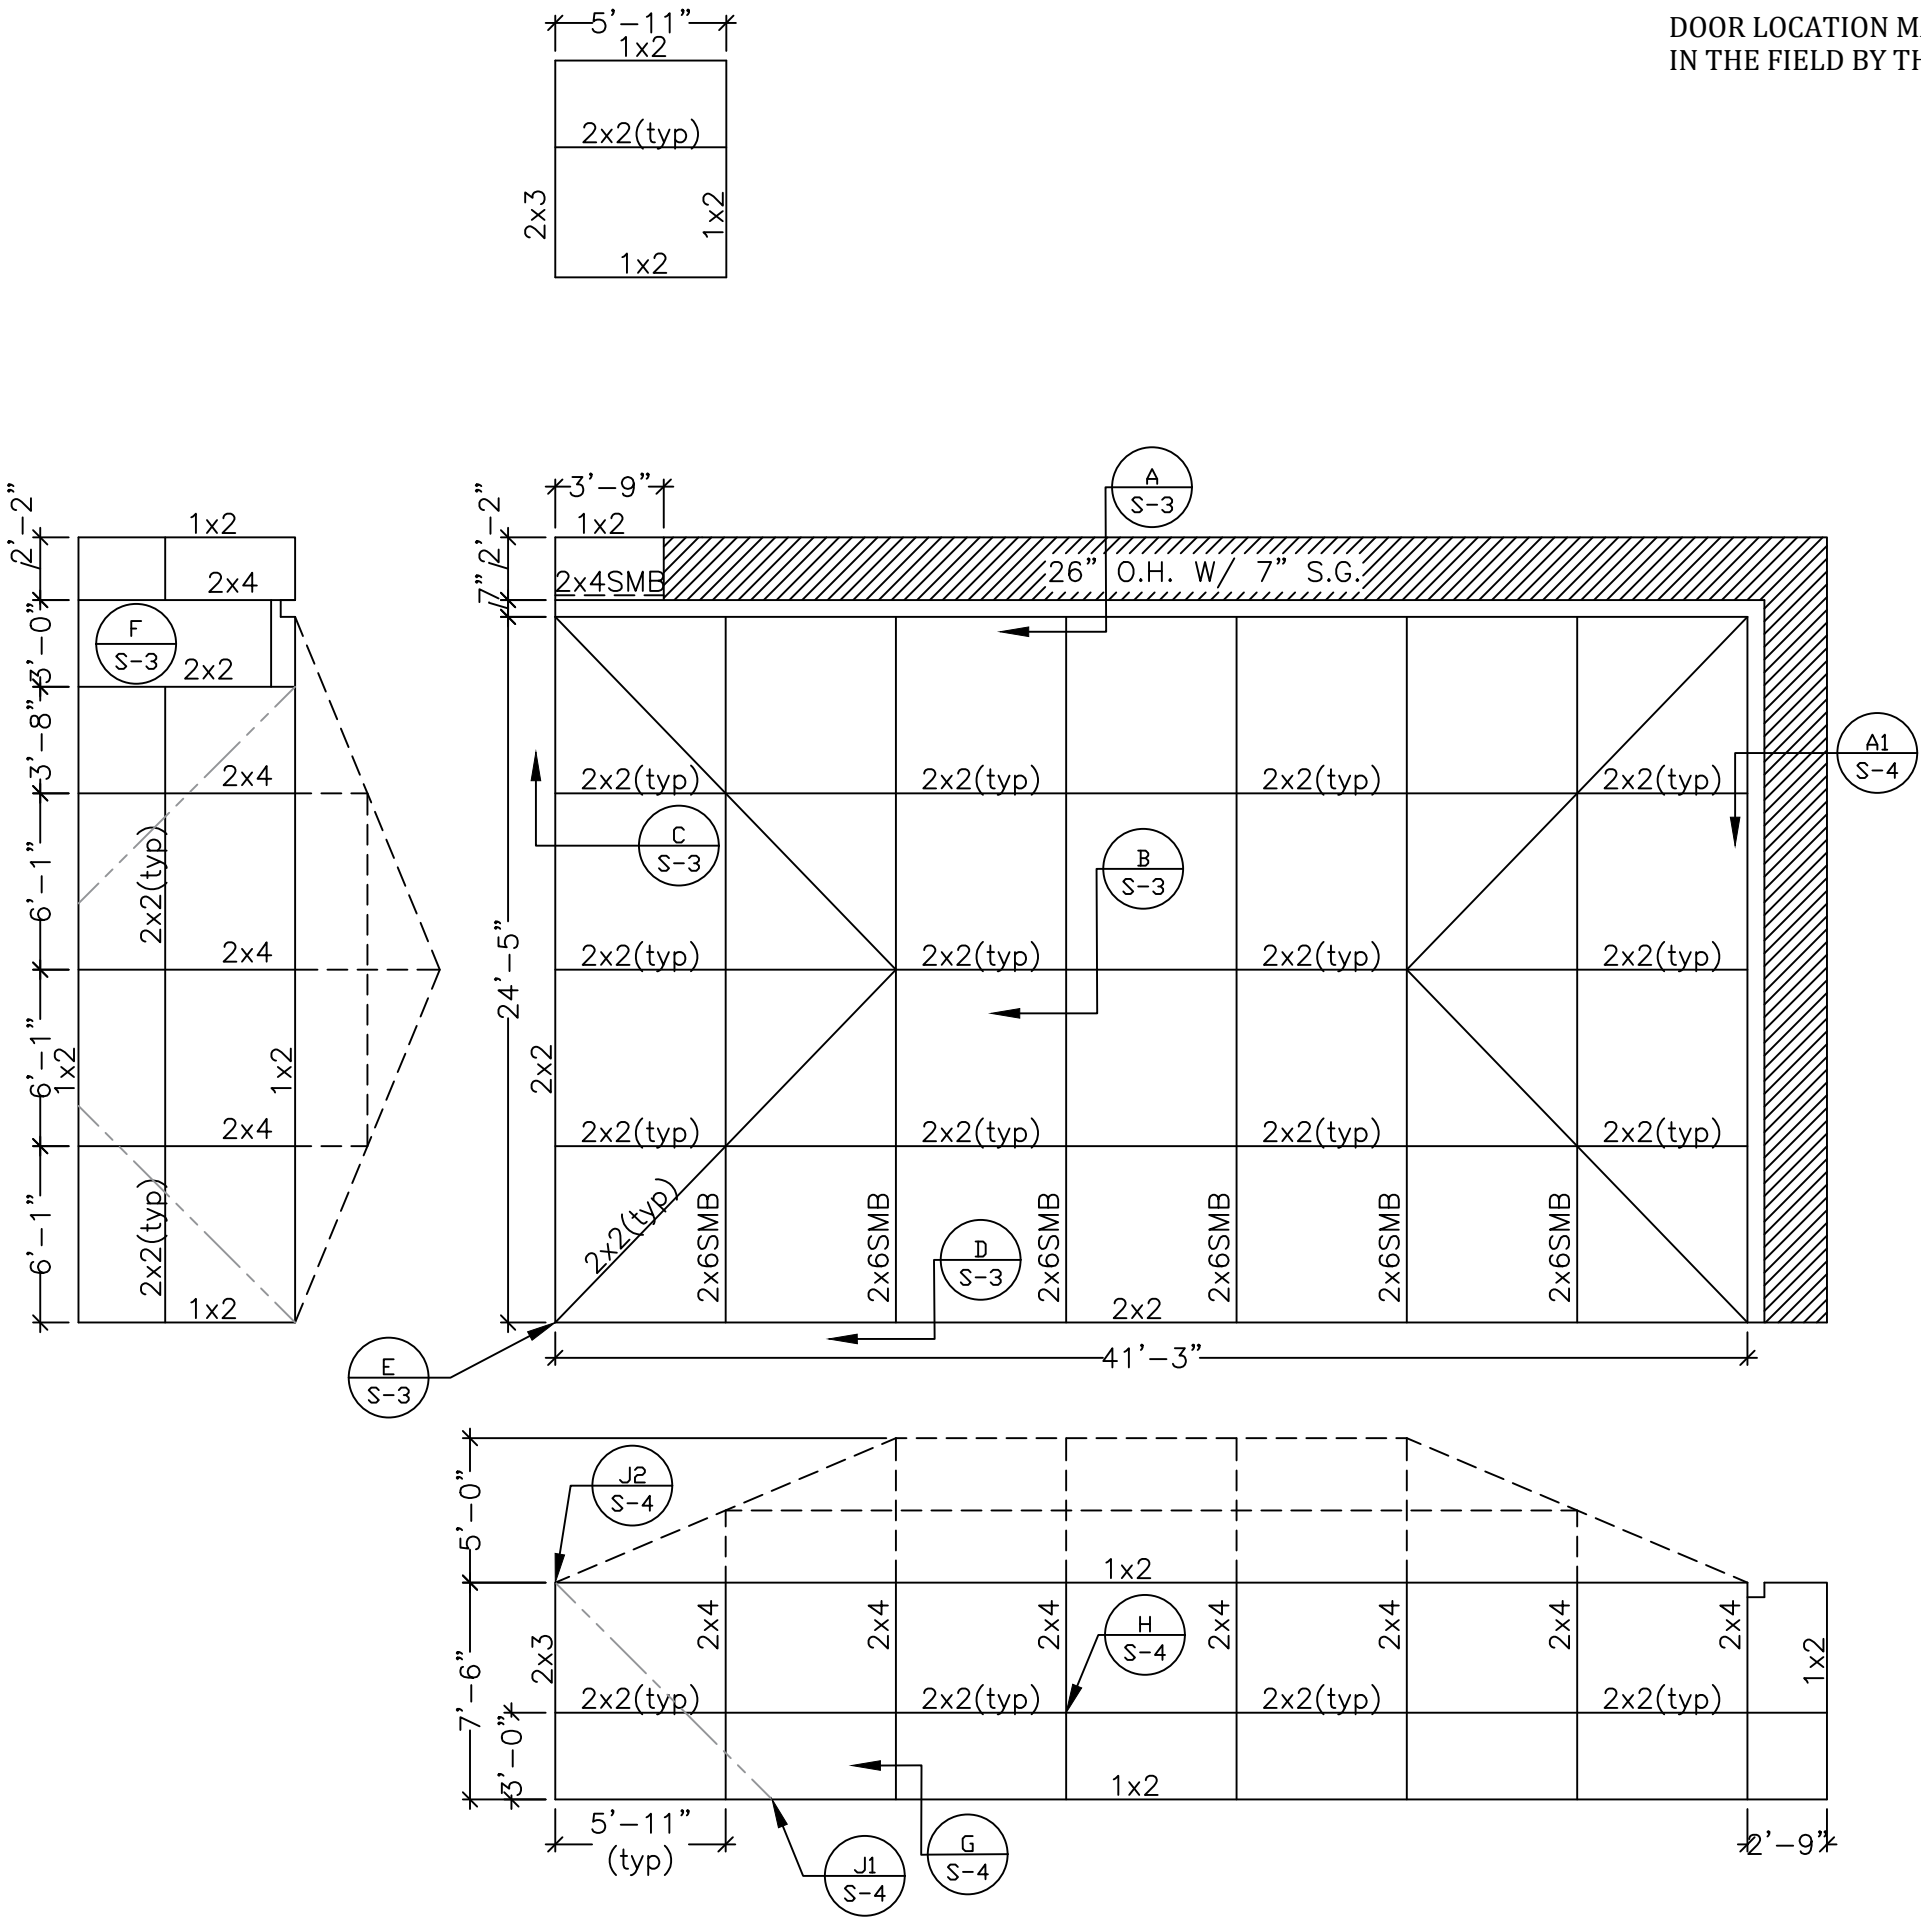 DOOR LOCATION
IN THE FIELD BY
5'-11"
1x2
2x2(typ)
2x3
1x2
1x2
2'-2"
1x2
2x4
3'-0"
F
S-3
2x2
3'-8"
2x4
2x2(typ)
6'-1"
2x4
6'-1"
1x2
1x2
2x4
6'-1"
2x2(typ)
1x2
3'-9"
1x2
2'-2"
7"
2x4SMB
26" O.H. W/ 7" S.G.
A
S-3
A1
S-4
2x2(typ)
2x2(typ)
2x2(typ)
2x2(typ)
C
S-3
B
S-3
24'-5"
2x2(typ)
2x2(typ)
2x2(typ)
2x2(typ)
2x2
2x2(typ)
2x2(typ)
2x2(typ)
2x2(typ)
2x2(typ)
2x6SMB
2x6SMB
2x6SMB
2x6SMB
2x6SMB
2x6SMB
D
S-3
2x2
E
S-3
41'-3"
5'-0"
J2
S-4
1x2
7'-6"
2x3
2x4
2x4
2x4
2x4
2x4
2x4
2x4
H
S-4
1x2
2x2(typ)
2x2(typ)
2x2(typ)
2x2(typ)
3'-0"
1x2
5'-11"
(typ)
J1
S-4
G
S-4
2'-9"